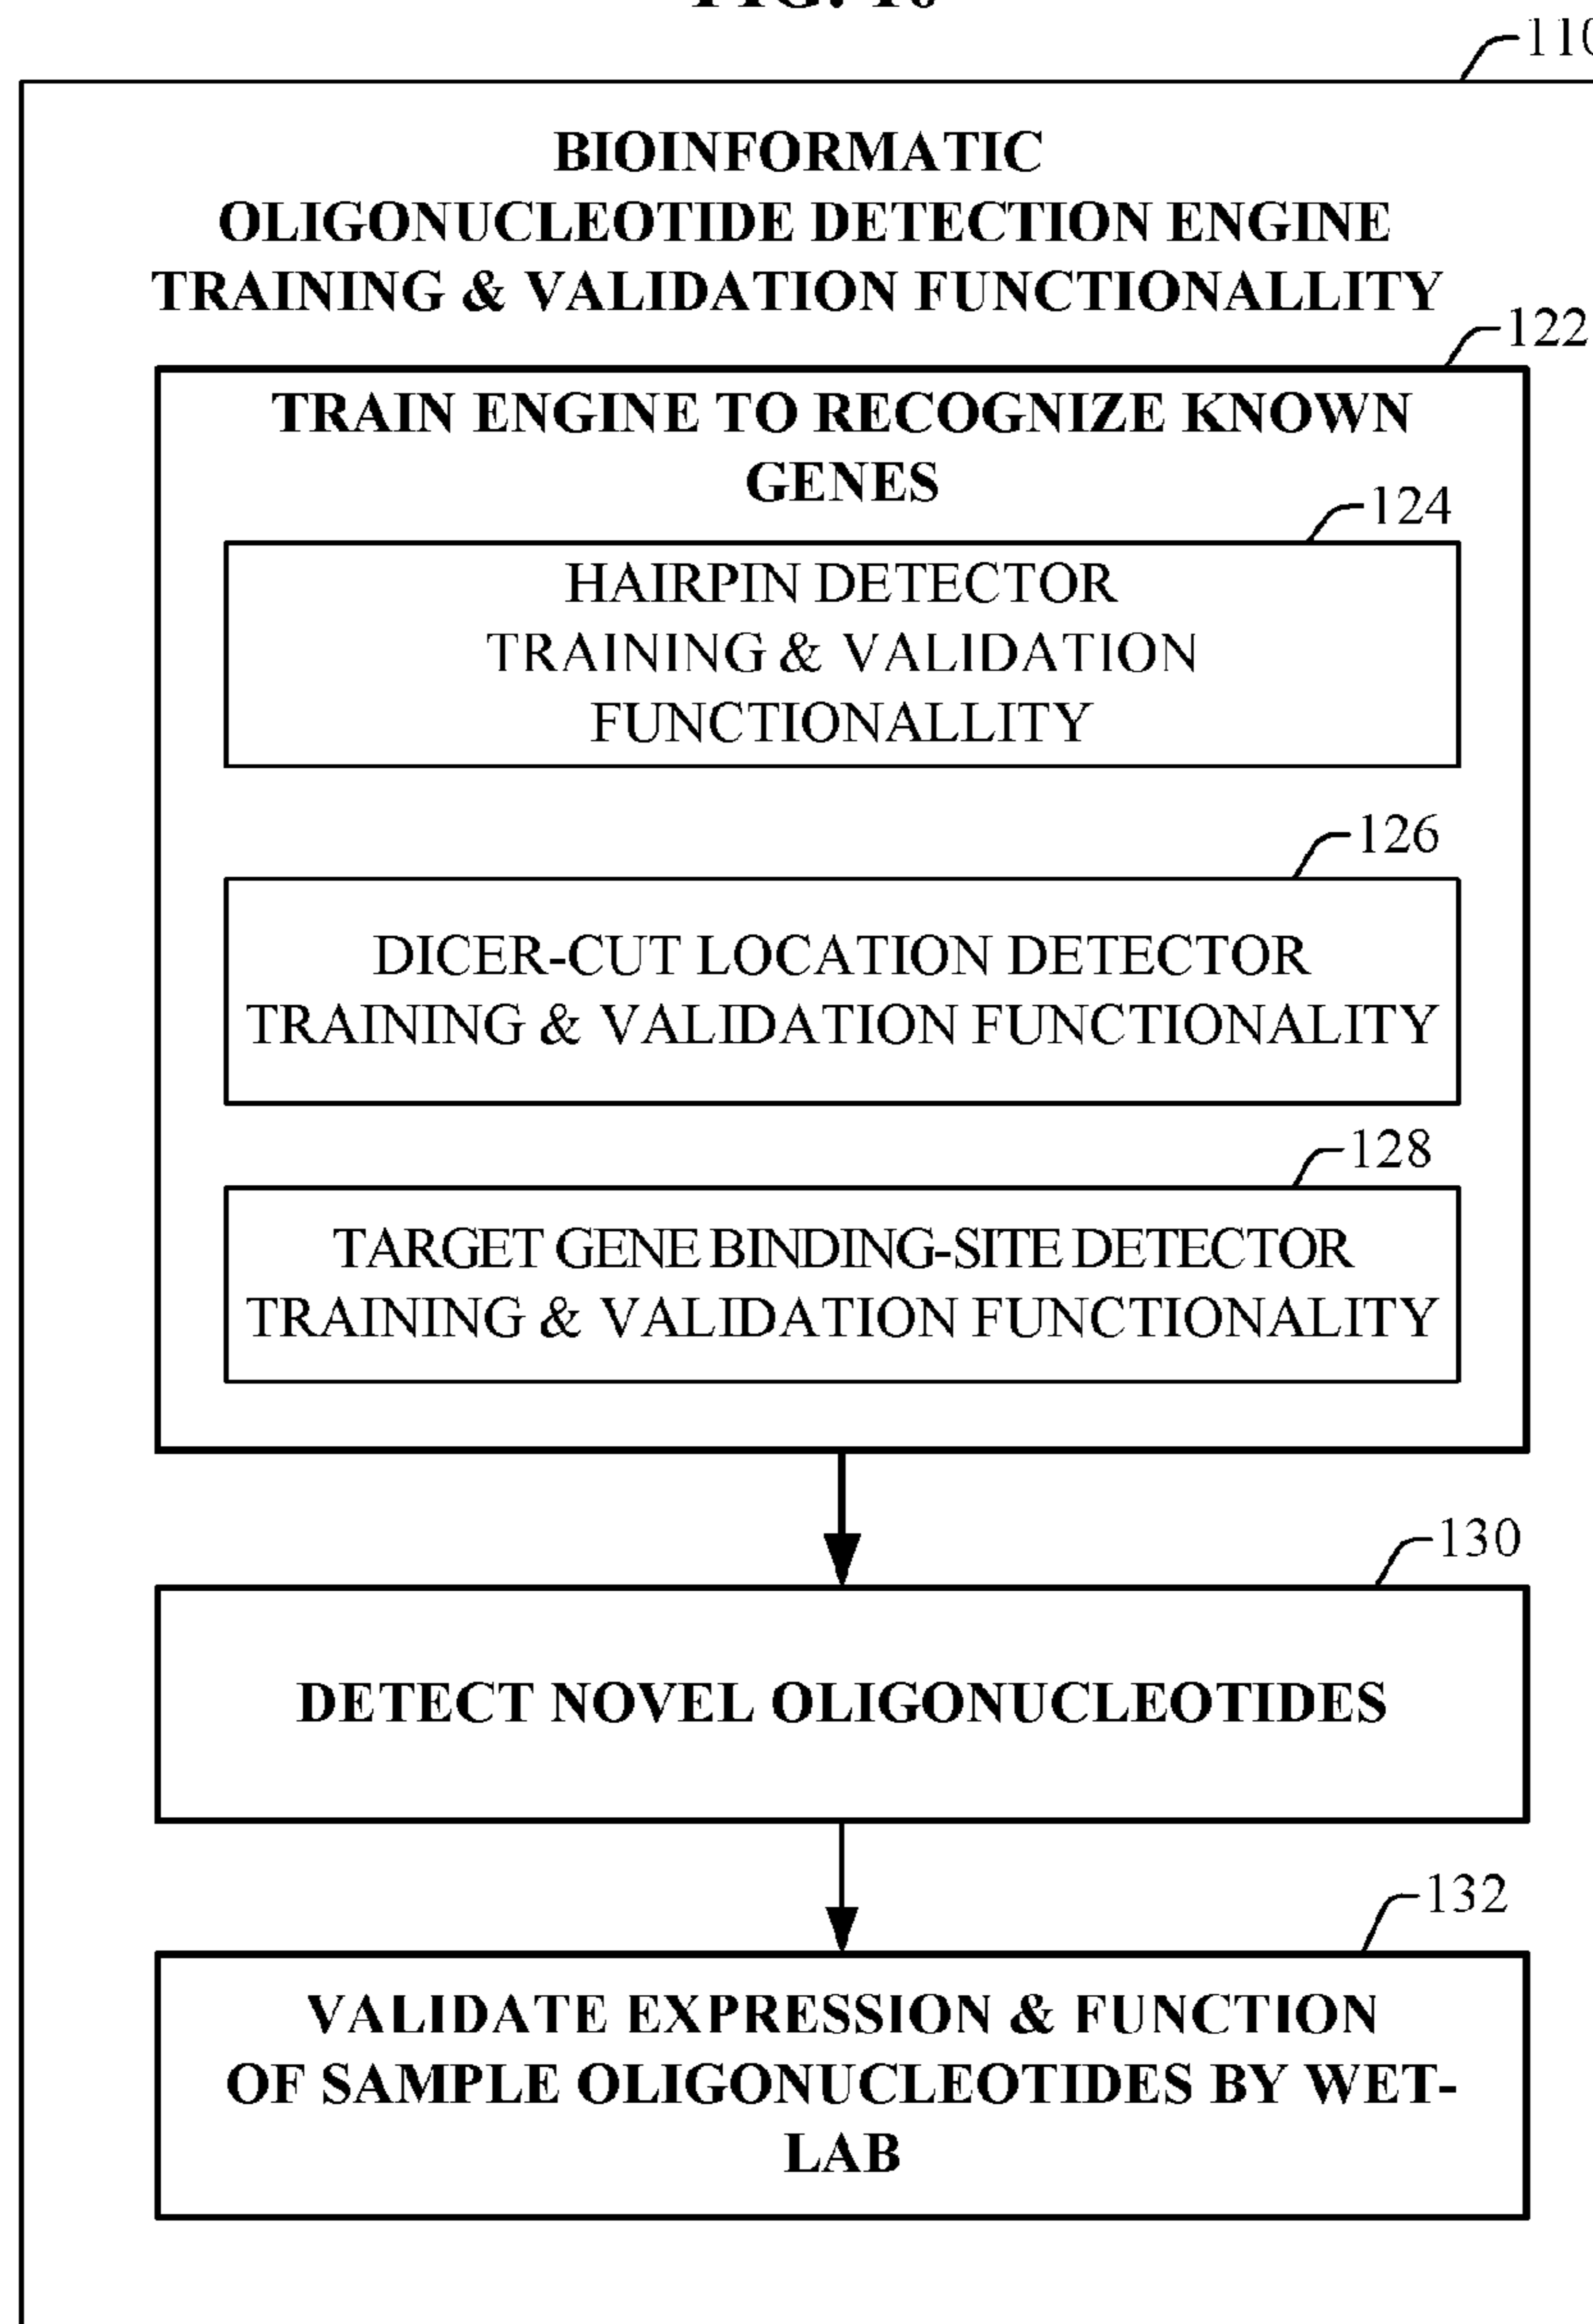 110
BIOINFORMATIC
OLIGONUCLEOTIDE DETECTION ENGINE
TRAINING & VALIDATION FUNCTIONALLITY
122
TRAIN ENGINE TO RECOGNIZE KNOWN
GENES
124
HAIRPIN DETECTOR
TRAINING & VALIDATION
FUNCTIONALLITY
126
DICER-CUT LOCATION DETECTOR
TRAINING & VALIDATION FUNCTIONALITY
128
TARGET GENE BINDING-SITE DETECTOR
TRAINING & VALIDATION FUNCTIONALITY
130
DETECT NOVEL OLIGONUCLEOTIDES
132
VALIDATE EXPRESSION & FUNCTION
OF SAMPLE OLIGONUCLEOTIDES BY WET-
LAB